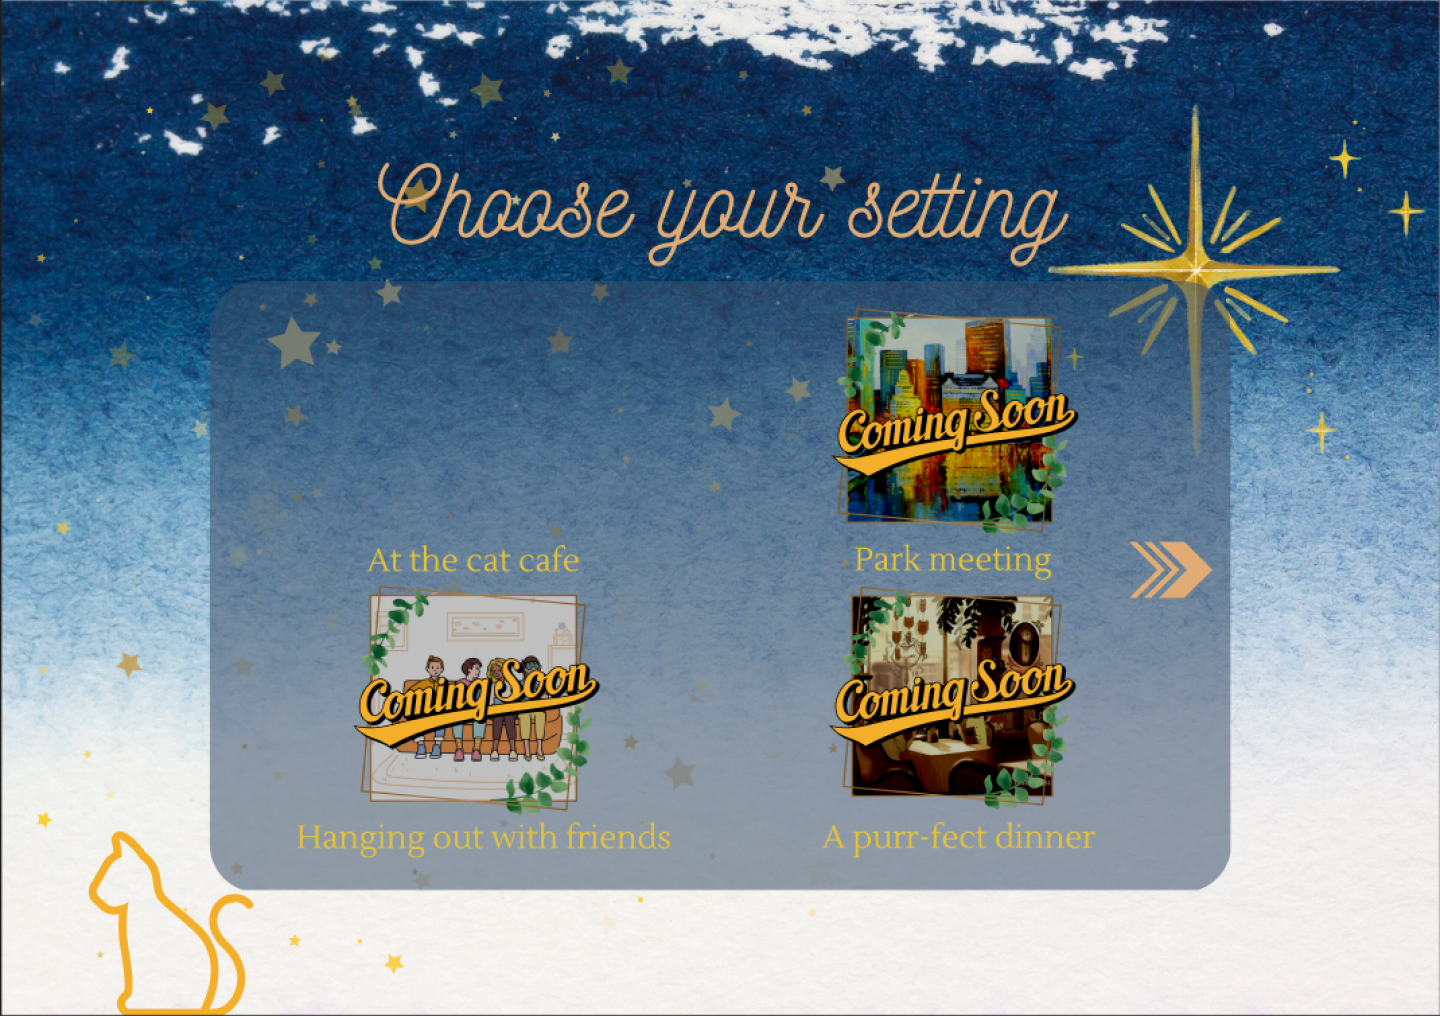 Choose your setting
Coming Soon
At the cat cafe
Park meeting
Coming Soon
Coming Soon
Hanging out with friends
A purr-fect dinner